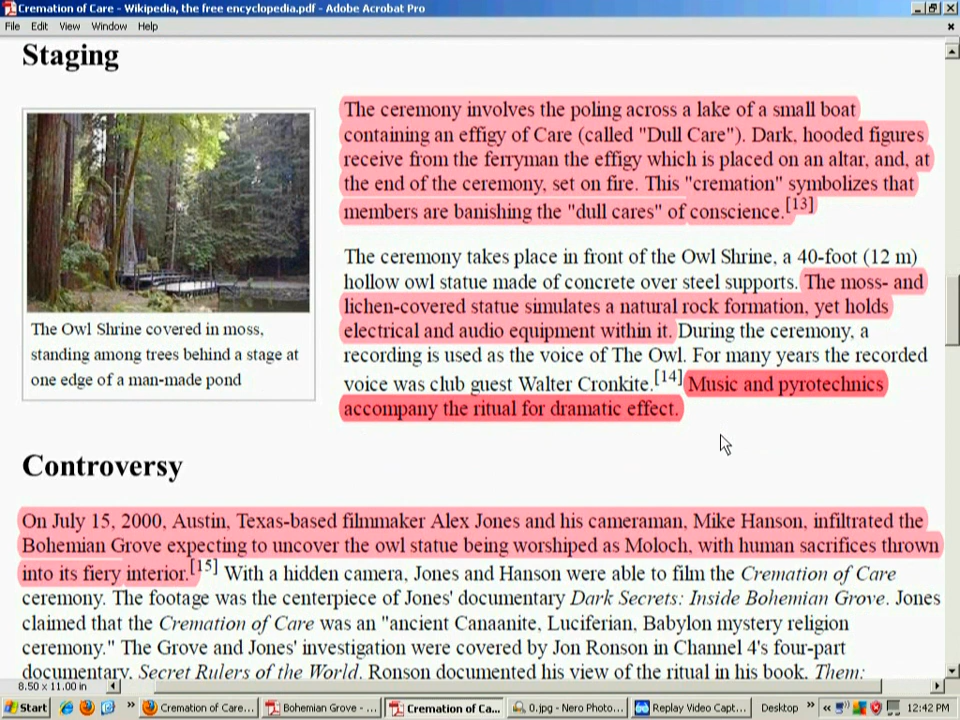 Cremation of Care - Wikipedia, the free encyclopedia.pdf - Adobe Acrobat Pro
File Edit View Window Help
Staging
The ceremony involves the poling across a lake of a small boat
containing an effigy of Care (called "Dull Care"). Dark, hooded figures
receive from the ferryman the effigy which is placed on an altar, and, at
the end of the ceremony, set on fire. This "cremation" symbolizes that
members are banishing the "dull cares" of conscience.[13]
The Owl Shrine covered in moss,
standing among trees behind a stage at
one edge of a man-made pond
The ceremony takes place in front of the Owl Shrine, a 40-foot (12 m)
hollow owl statue made of concrete over steel supports. The moss- and
lichen-covered statue simulates a natural rock formation, yet holds
electrical and audio equipment within it. During the ceremony, a
recording is used as the voice of The Owl. For many years the recorded
voice was club guest Walter Cronkite.[14] Music and pyrotechnics
accompany the ritual for dramatic effect.
Controversy
On July 15, 2000, Austin, Texas-based filmmaker Alex Jones and his cameraman, Mike Hanson, infiltrated the
Bohemian Grove expecting to uncover the owl statue being worshiped as Moloch, with human sacrifices thrown
into its fiery interior.[15] With a hidden camera, Jones and Hanson were able to film the Cremation of Care
ceremony. The footage was the centerpiece of Jones' documentary Dark Secrets: Inside Bohemian Grove. Jones
claimed that the Cremation of Care was an "ancient Canaanite, Luciferian, Babylon mystery religion
ceremony." The Grove and Jones' investigation were covered by Jon Ronson in Channel 4's four-part
documentary, Secret Rulers of the World. Ronson documented his view of the ritual in his book, Them:
8.50 x 11.00 in
Start » Cremation of Care... Bohemian Grove - ... Cremation of Ca... 0.jpg - Nero Photo... Replay Video Capt... Desktop » « 12:42 PM